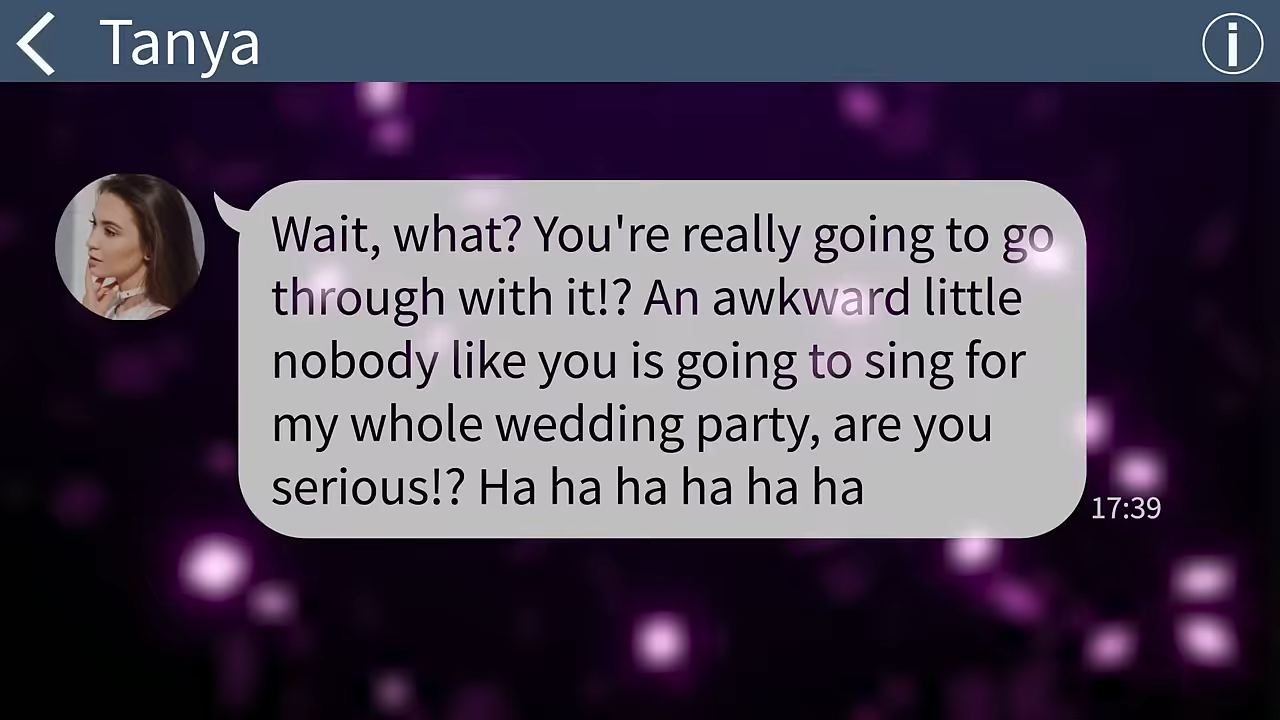 Tanya
Wait, what? You're really going to go
through with it!? An awkward little
nobody like you is going to sing for
my whole wedding party, are you
serious!? Ha ha ha ha ha ha
17:39